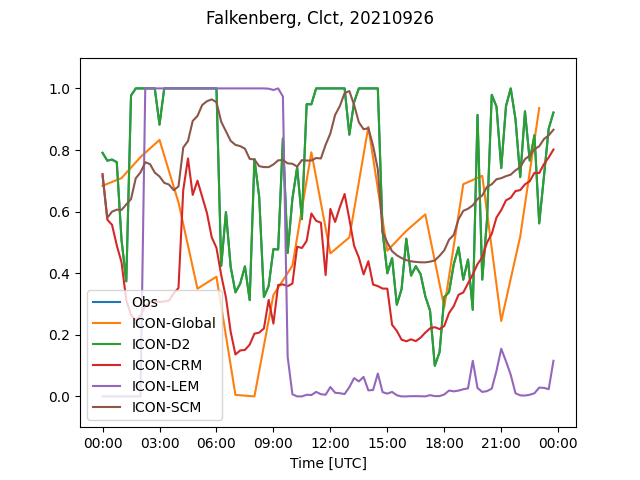 Falkenberg, Clct, 20210926
1.0
0.8
0.6
0.4
0.2
0.0
Obs
ICON-Global
ICON-D2
ICON-CRM
ICON-LEM
ICON-SCM
00:00 03:00 06:00 09:00 12:00 15:00 18:00 21:00 00:00
Time [UTC]